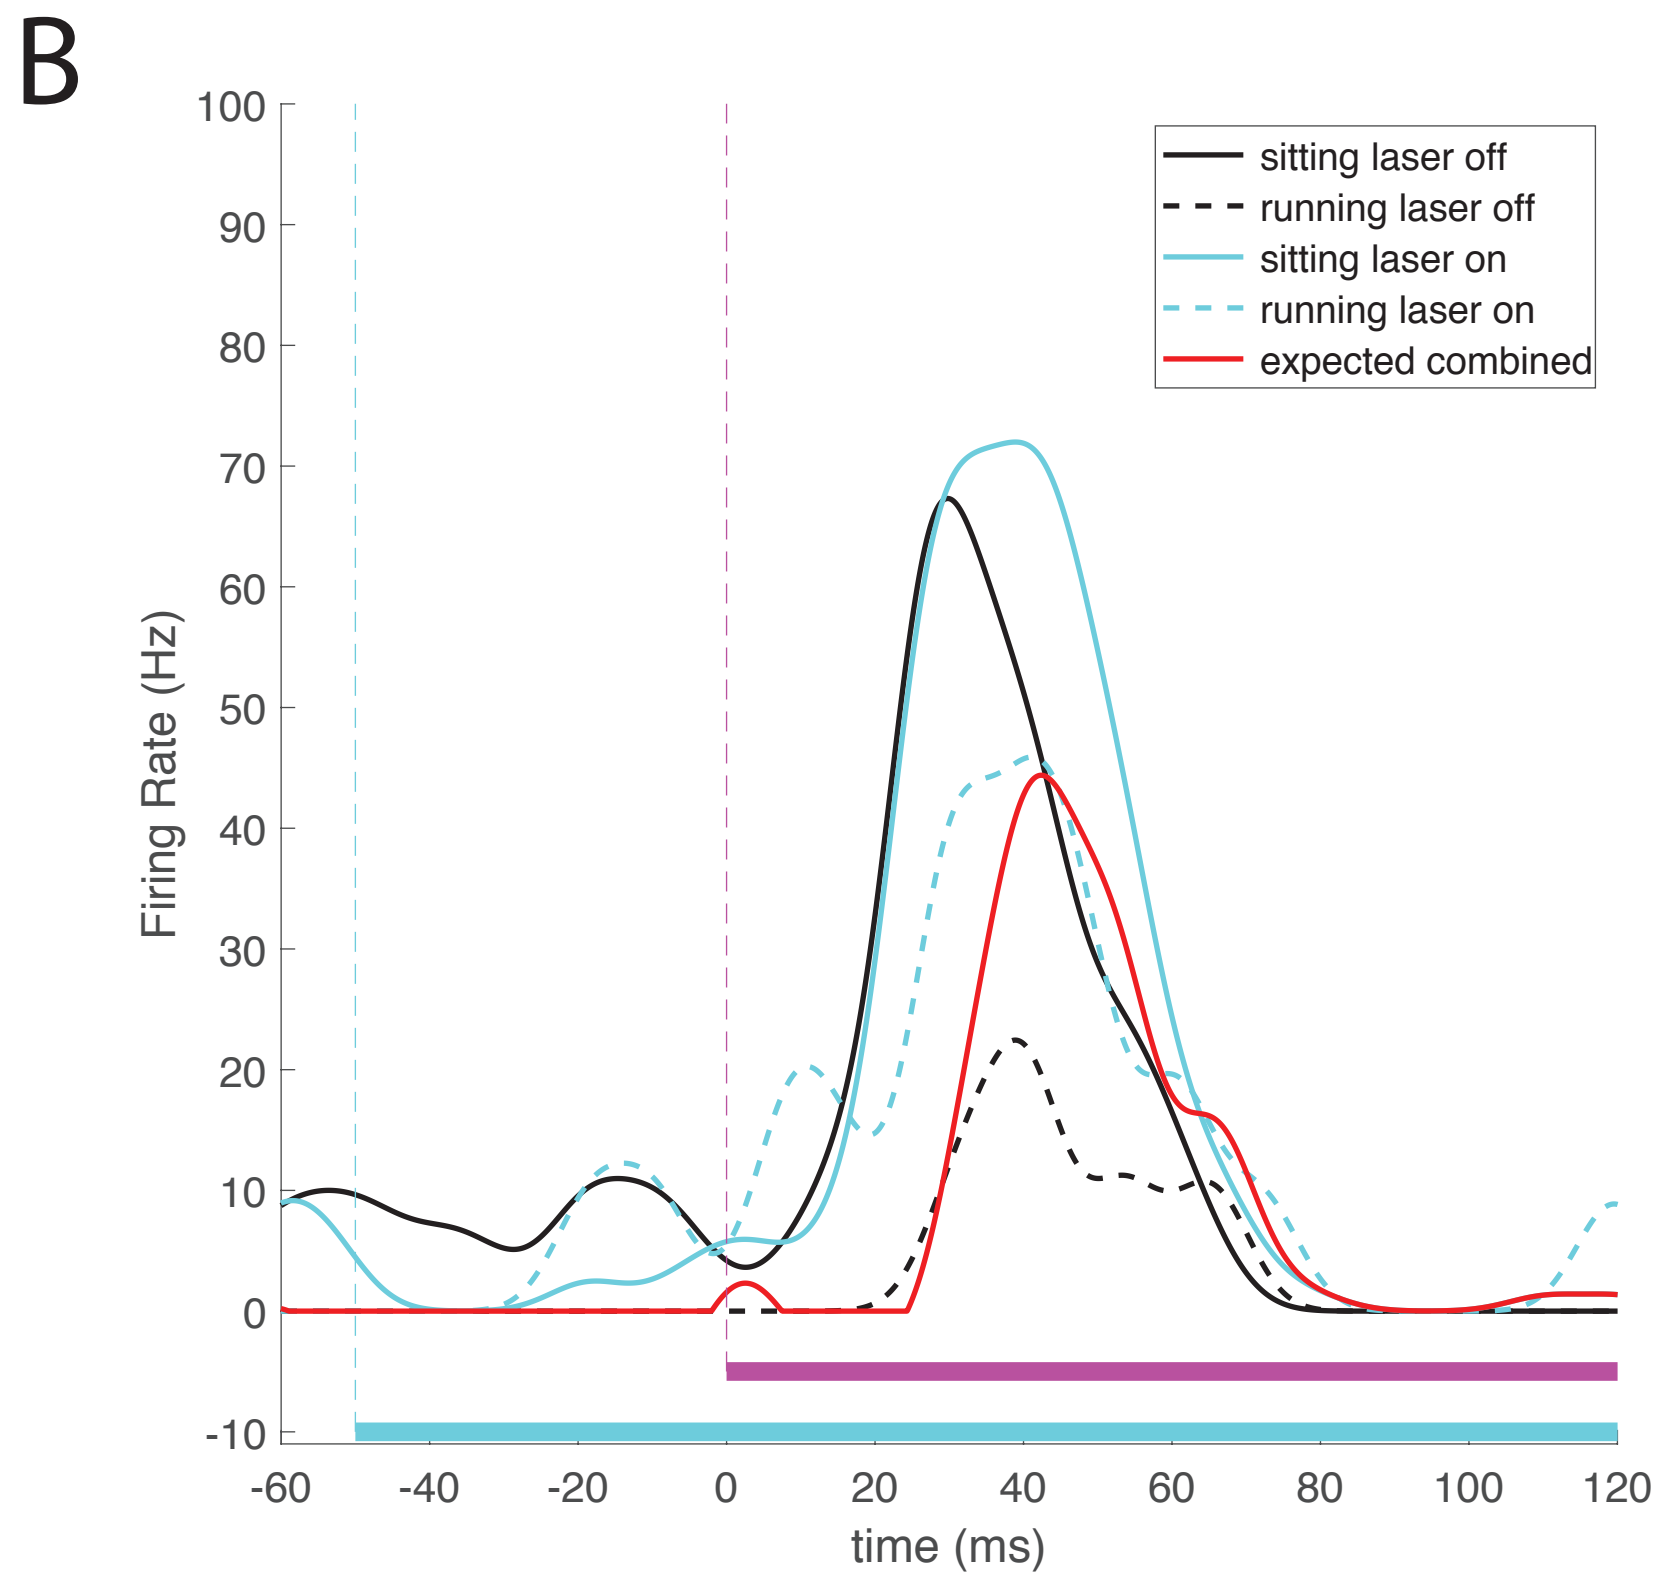 B
100
90
80
70
60
50
40
30
20
10
0
-10
Firing Rate (Hz)
sitting laser off
running laser off
sitting laser on
running laser on
expected combined
-60 -40 -20 0 20 40 60 80 100 120
time (ms)